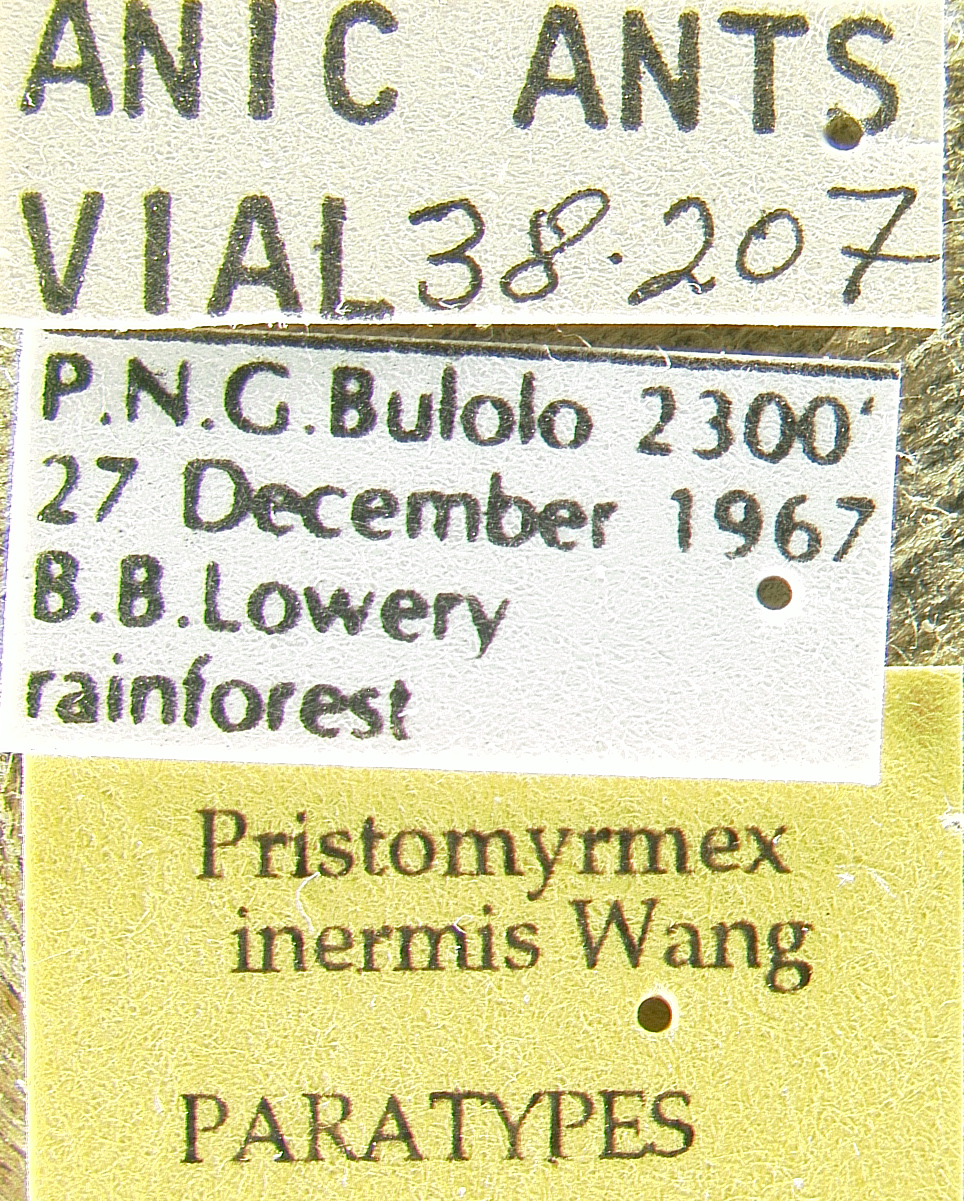 ANIC ANTS
VIAL 38.207
P.N.G. Bulolo 2300'
27 December 1967
B.B.Lowery
rainforest
Pristomyrmex
inermis Wang
PARATYPES